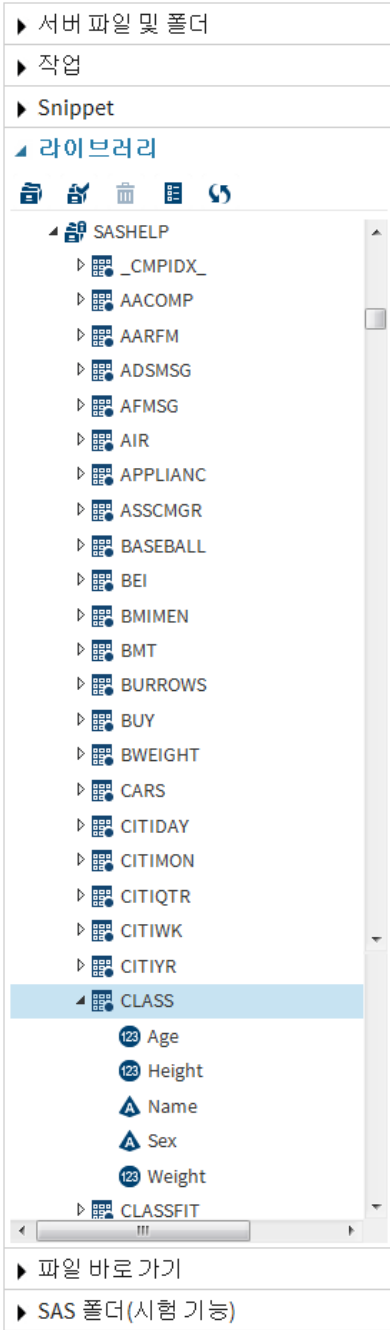 서버 파일 및 폴더
작업
Snippet
라이브러리
SASHELP
_CMPIDX_
AACOMP
AARFM
ADSMSG
AFMSG
AIR
APPLIANC
ASSCMGR
BASEBALL
BEI
BMIMEN
BMT
BURROWS
BUY
BWEIGHT
CARS
CITIDAY
CITIMON
CITIQTR
CITIWK
CITIYR
CLASS
123 Age
123 Height
A Name
A Sex
123 Weight
CLASSFIT
파일 바로 가기
SAS 폴더(시험 기능)